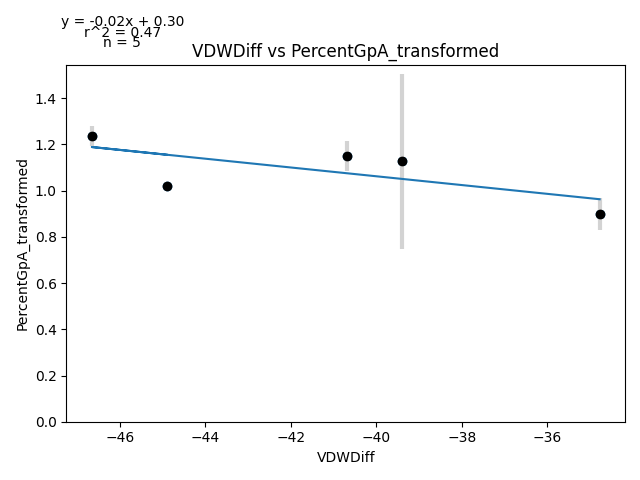 y = -0.02x + 0.30
r^2 = 0.47
n = 5
VDWDiff vs PercentGpA_transformed
PercentGpA_transformed
1.4
1.2
1.0
0.8
0.6
0.4
0.2
0.0
−46
−44
−42
−40
−38
−36
VDWDiff